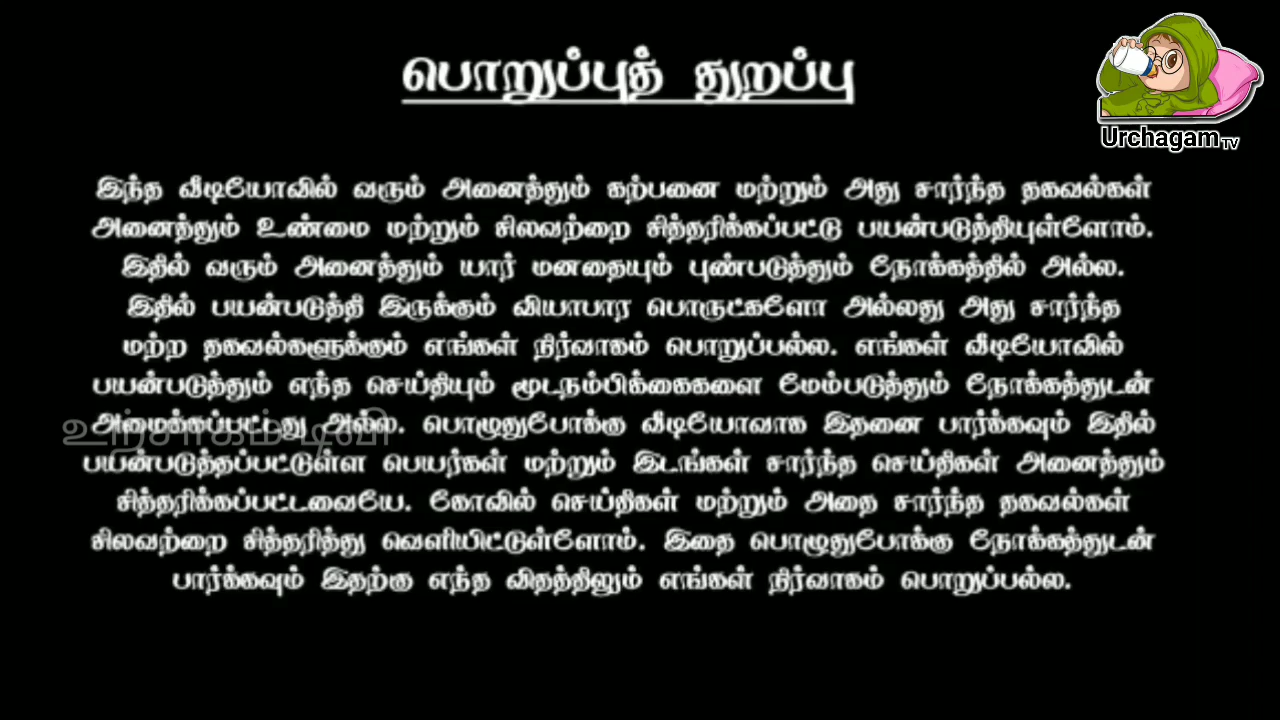 பொறுப்புத் துறப்பு
Urchagam TV
இந்த வீடியோவில் வரும் அனைத்தும் கற்பனை மற்றும் அது சார்ந்த தகவல்கள்
அனைத்தும் உண்மை மற்றும் சிலவற்றை சித்தரிக்கப்பட்டு பயன்படுத்தியுள்ளோம்.
இதில் வரும் அனைத்தும் யார் மனதையும் புண்படுத்தும் நோக்கத்தில் அல்ல.
இதில் பயன்படுத்தி இருக்கும் வியாபார பொருட்களோ அல்லது அது சார்ந்த
மற்ற தகவல்களுக்கும் எங்கள் நிர்வாகம் பொறுப்பல்ல. எங்கள் வீடியோவில்
பயன்படுத்தும் எந்த செய்தியும் மூடநம்பிக்கைகளை மேம்படுத்தும் நோக்கத்துடன்
அமைக்கப்பட்டது அல்ல. பொழுதுபோக்கு வீடியோவாக இதனை பார்க்கவும் இதில்
உற்சாகம் டிவி
பயன்படுத்தப்பட்டுள்ள பெயர்கள் மற்றும் இடங்கள் சார்ந்த செய்திகள் அனைத்தும்
சித்தரிக்கப்பட்டவையே. கோவில் செய்திகள் மற்றும் அதை சார்ந்த தகவல்கள்
சிலவற்றை சித்தரித்து வெளியிட்டுள்ளோம். இதை பொழுதுபோக்கு நோக்கத்துடன்
பார்க்கவும் இதற்கு எந்த விதத்திலும் எங்கள் நிர்வாகம் பொறுப்பல்ல.